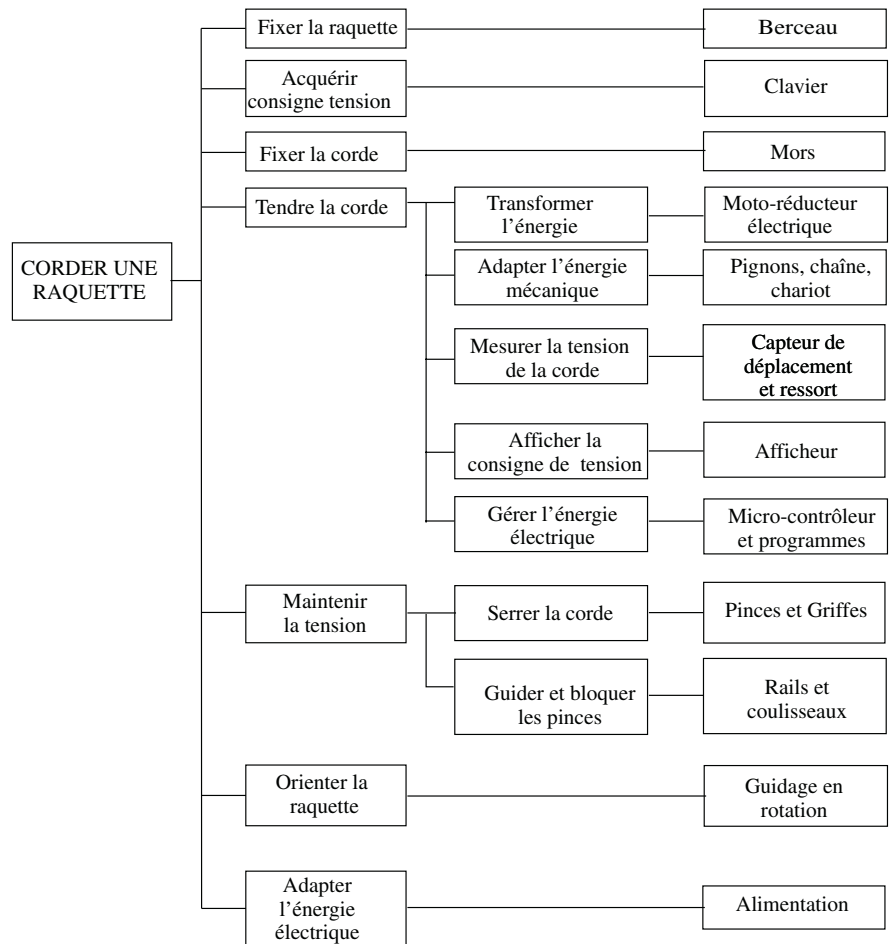 Fixer la raquette
Berceau
Acquérir
consigne tension
Clavier
Fixer la corde
Mors
Tendre la corde
Transformer
l'énergie
Moto-réducteur
électrique
CORDER UNE
RAQUETTE
Adapter l'énergie
mécanique
Pignons, chaîne,
chariot
Mesurer la tension
de la corde
Capteur de
déplacement
et ressort
Afficher la
consigne de tension
Afficheur
Gérer l'énergie
électrique
Micro-contrôleur
et programmes
Maintenir
la tension
Serrer la corde
Pinces et Griffes
Guider et bloquer
les pinces
Rails et
coulisseaux
Orienter la
raquette
Guidage en
rotation
Adapter
l'énergie
électrique
Alimentation